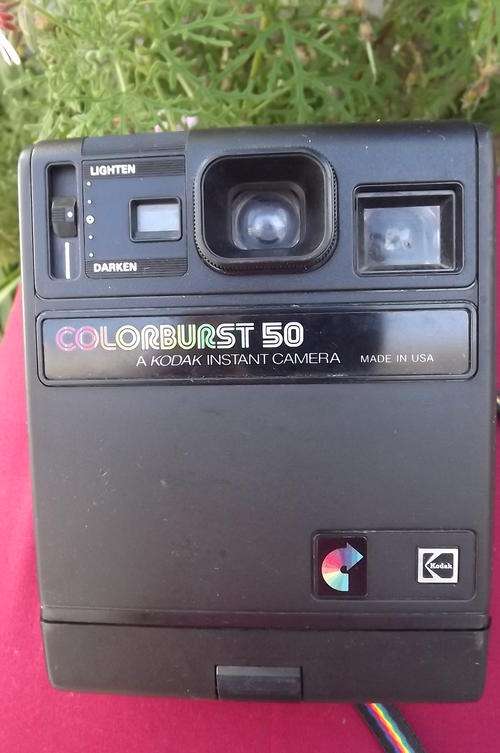 LIGHTEN
DARKEN
COLORBURST 50
A KODAK INSTANT CAMERA MADE IN USA
Kodak